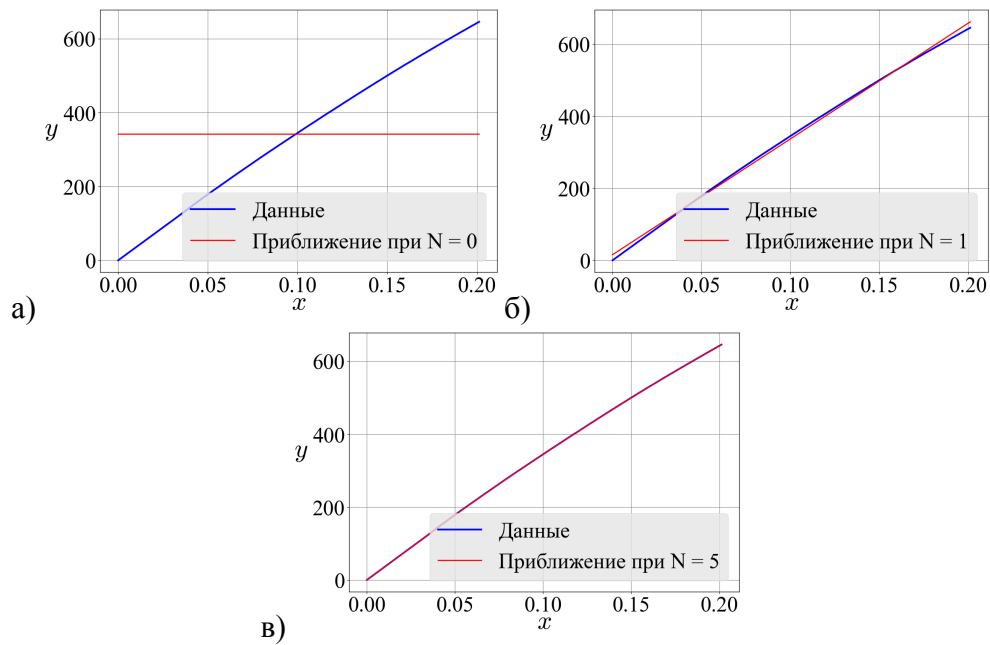 600
400
y
200
0
Данные
Приближение при N = 0
0.00 0.05 0.10 0.15 0.20
x
а)
600
400
y
200
0
Данные
Приближение при N = 1
0.00 0.05 0.10 0.15 0.20
x
б)
600
400
y
200
0
Данные
Приближение при N = 5
0.00 0.05 0.10 0.15 0.20
x
в)